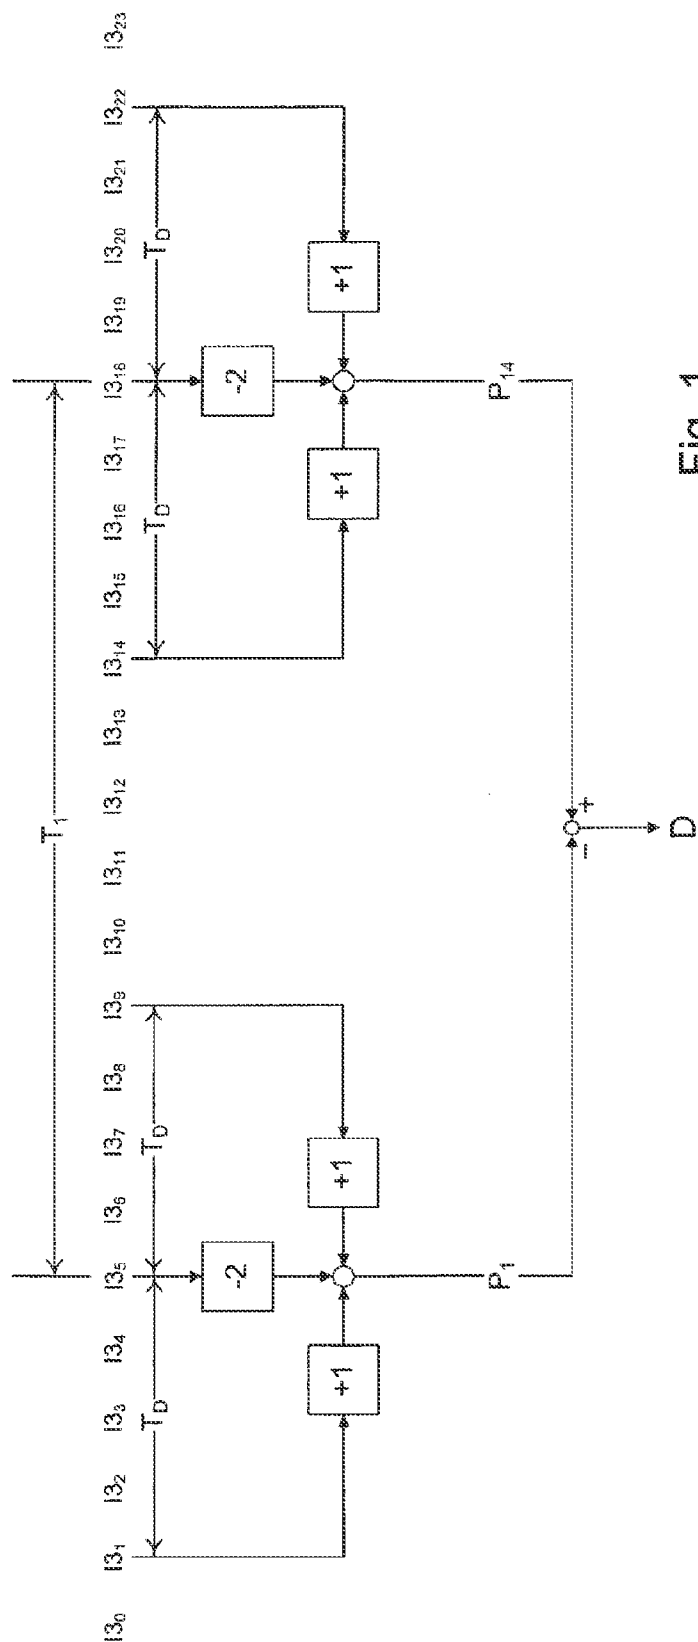 T₁
I3₀ I3₁ I3₂ I3₃ I3₄ I3₅ I3₆ I3₇ I3₈ I3₉ I3₁₀ I3₁₁ I3₁₂ I3₁₃ I3₁₄ I3₁₅ I3₁₆ I3₁₇ I3₁₈ I3₁₉ I3₂₀ I3₂₁ I3₂₂ I3₂₃
T_D T_D T_D T_D
-2 -2
+1 +1 +1 +1
P₁ P₁₄
− +
D
Fig. 1